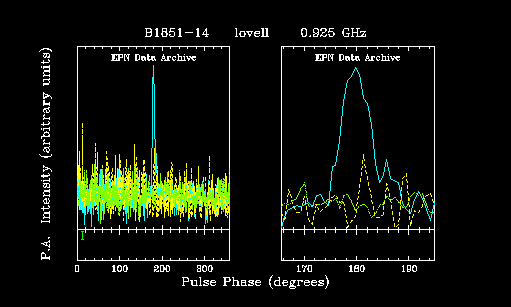 B1851-14 lovell 0.925 GHz
EPN Data Archive EPN Data Archive
P.A. Intensity (arbitrary units)
0 100 200 300 170 180 190
Pulse Phase (degrees)